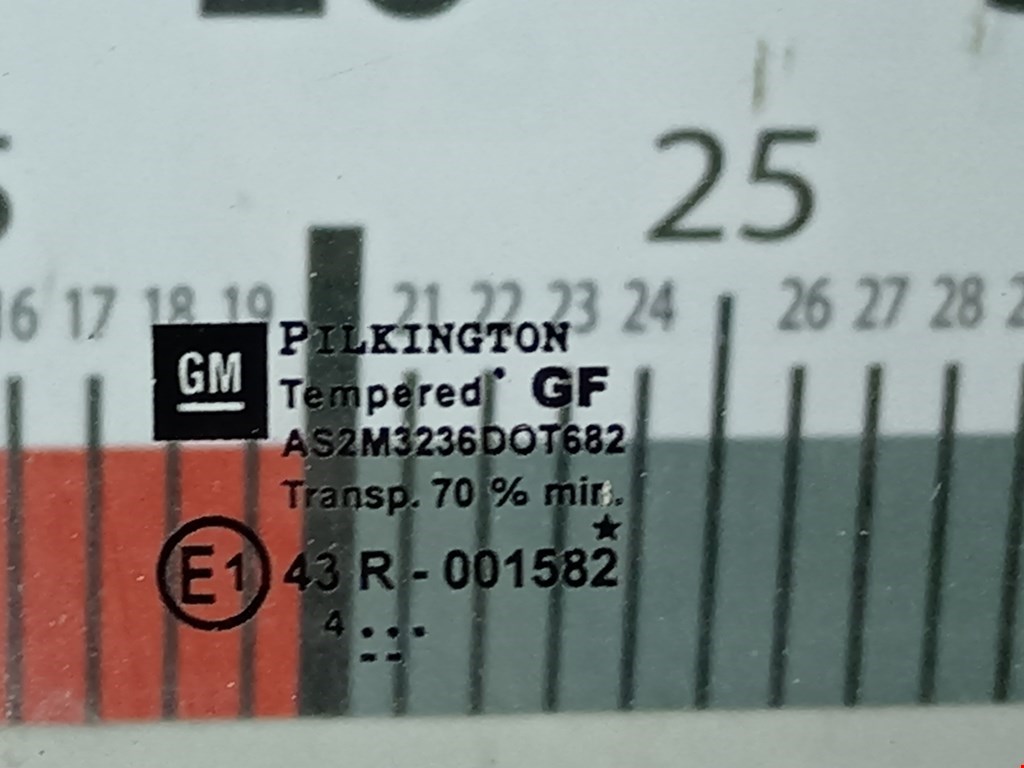 25
16 17 18 19 21 22 23 24 26 27 28
GM
PILKINGTON
Tempered GF
AS2M3236DOT682
Transp. 70 % min.
E1 43 R - 001582
4